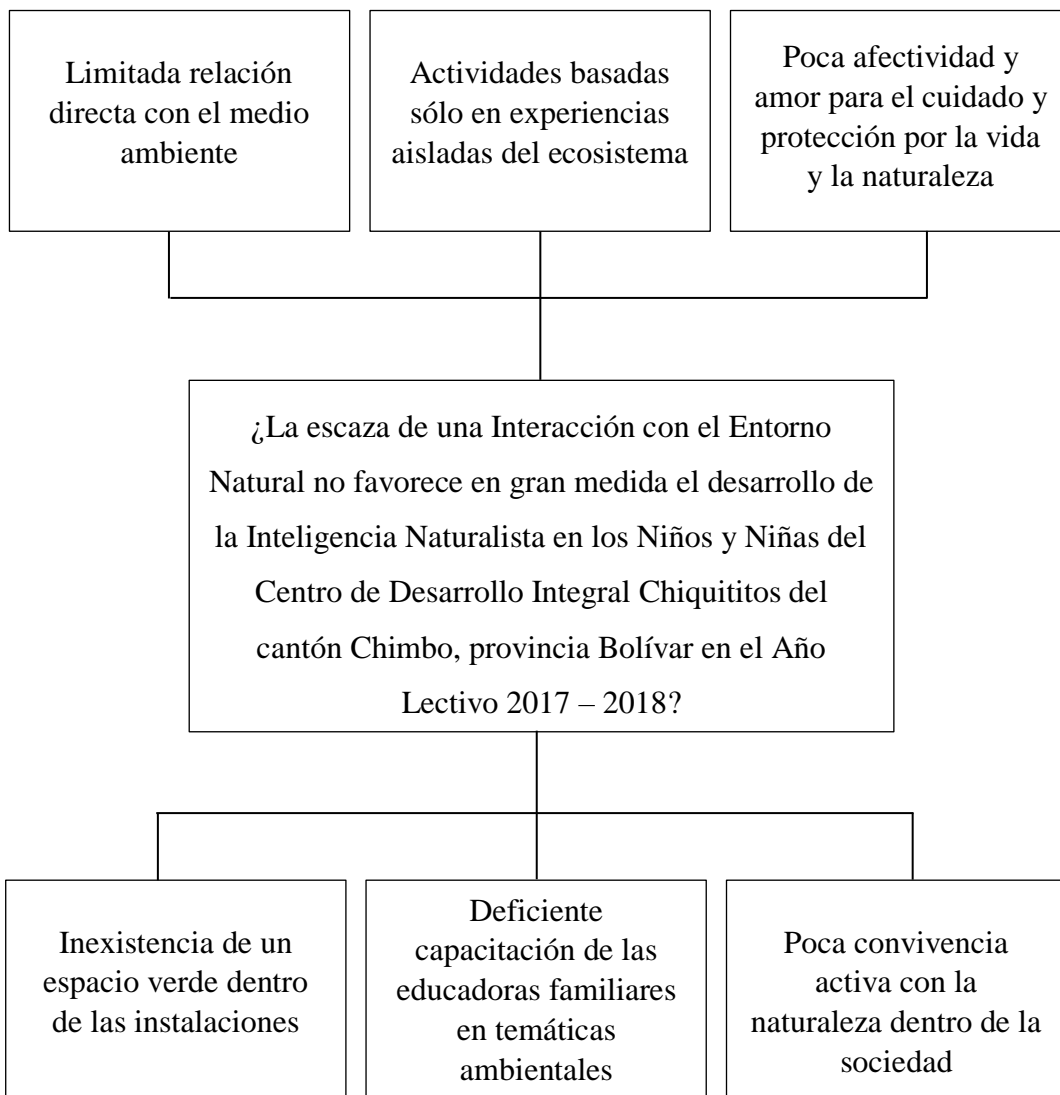 Limitada relación
directa con el medio
ambiente
Actividades basadas
sólo en experiencias
aisladas del ecosistema
Poca afectividad y
amor para el cuidado y
protección por la vida
y la naturaleza
¿La escaza de una Interacción con el Entorno
Natural no favorece en gran medida el desarrollo de
la Inteligencia Naturalista en los Niños y Niñas del
Centro de Desarrollo Integral Chiquititos del
cantón Chimbo, provincia Bolívar en el Año
Lectivo 2017 – 2018?
Inexistencia de un
espacio verde dentro
de las instalaciones
Deficiente
capacitación de las
educadoras familiares
en temáticas
ambientales
Poca convivencia
activa con la
naturaleza dentro de la
sociedad